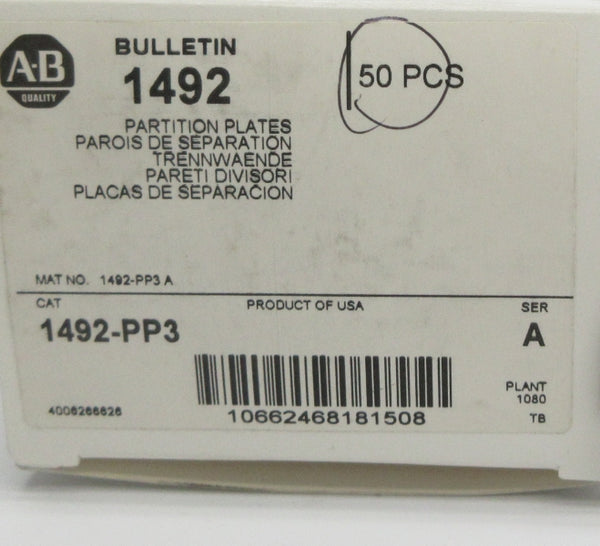 A·B
QUALITY
BULLETIN
1492
50 PCS
PARTITION PLATES
PAROIS DE SEPARATION
TRENNWAENDE
PARETI DIVISORI
PLACAS DE SEPARACION
MAT NO. 1492-PP3 A
CAT
PRODUCT OF USA
SER
1492-PP3
A
PLANT
1080
4006266626
10662468181508
TB